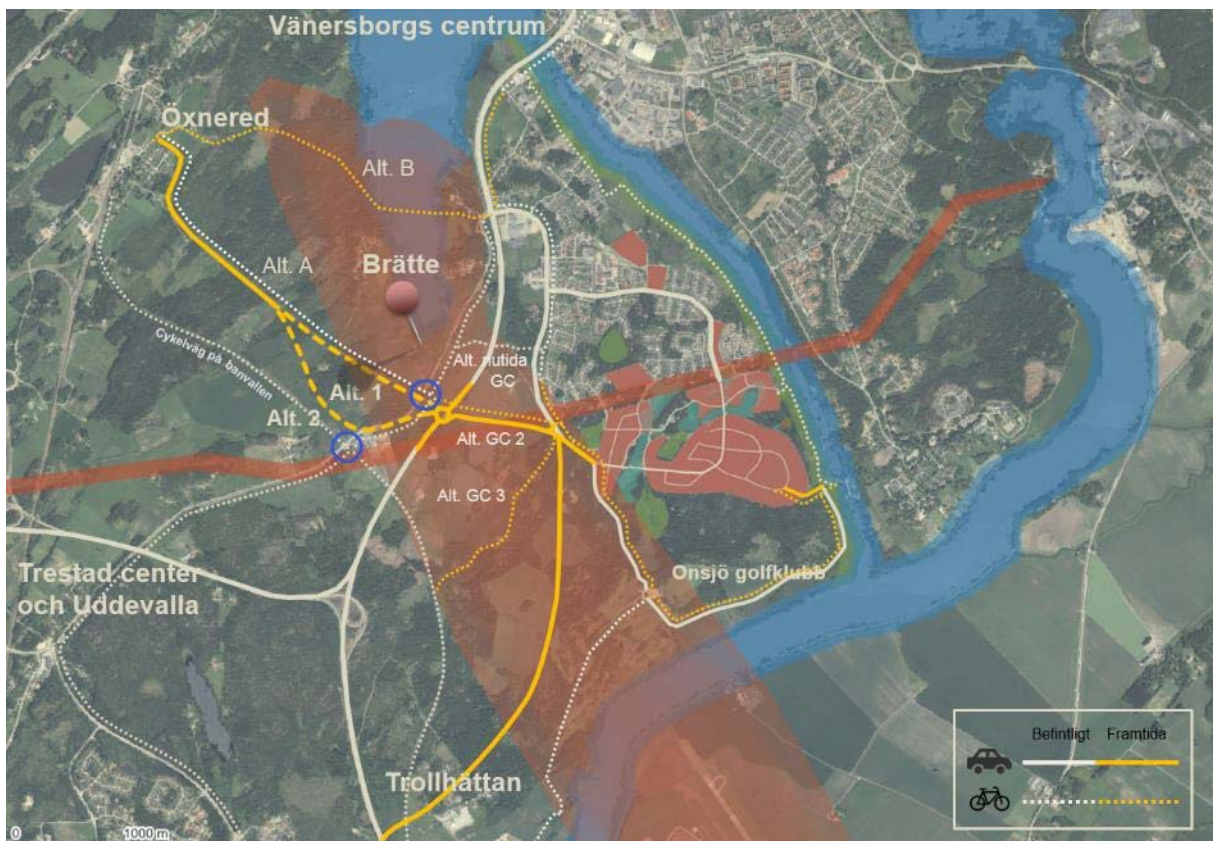 Vänersborgs centrum
Öxnered
Alt. B
Alt. A
Brätte
Cykelväg på banvallen
Alt. nutida
GC
Alt. 1
Alt. 2
Alt. GC 2
Alt. GC 3
Trestad center
och Uddevalla
Onsjö golfklubb
Trollhättan
Befintligt Framtida
0 1000 m